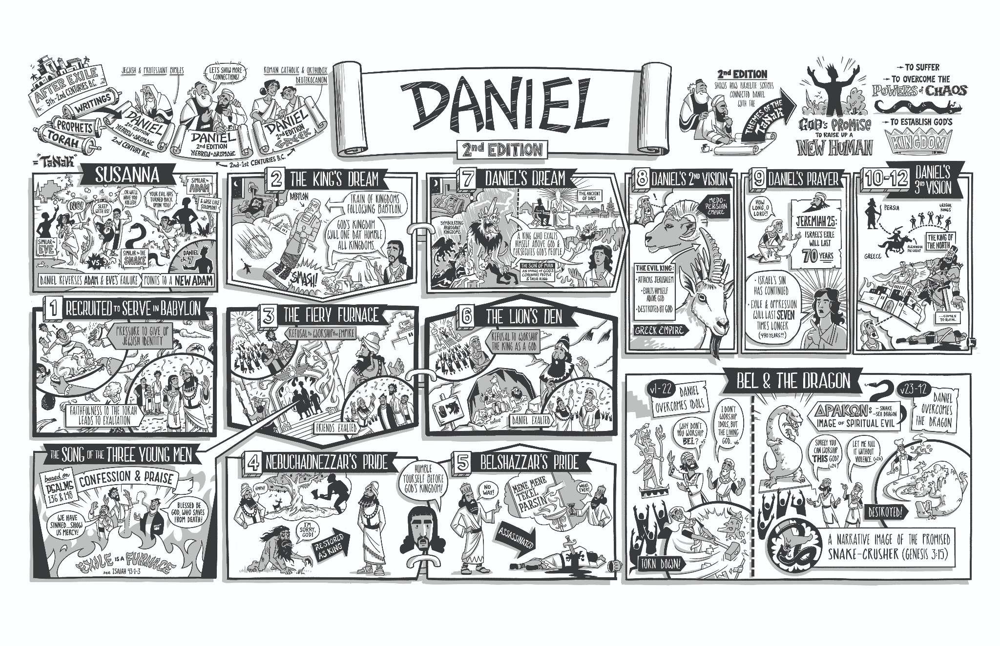 AFTER EXILE
5th-2nd CENTURIES B.C.
WRITINGS
PROPHETS
TORAH
= "TaNaK"
JEWISH & PROTESTANT BIBLES
DANIEL
1st EDITION
HEBREW+ARAMAIC
2nd CENTURY B.C.
LET'S SHOW MORE
CONNECTIONS!
DANIEL
2nd EDITION
HEBREW+ARAMAIC
ROMAN CATHOLIC & ORTHODOX
DEUTEROCANON
DANIEL
2nd EDITION
GREEK
2nd-1st CENTURIES B.C.
DANIEL
2nd EDITION
2nd EDITION
SHOWS HOW ISRAELITE SCRIBES
CONNECTED DANIEL
WITH THE
THEMES OF THE
TaNaK
GOD'S PROMISE
TO RAISE UP A
NEW HUMAN
→ TO SUFFER
→ TO OVERCOME THE
POWERS of CHAOS
→ TO ESTABLISH GOD'S
KINGDOM
SUSANNA
SIMILAR to
EVE
NO!
SLEEP
WITH US!
...OR WE'LL
HAVE YOU
KILLED!
VS.
SIMILAR to THE
SNAKE
YOUR EVIL HAS
TURNED BACK
UPON YOU!
SIMILAR to
ADAM
& WISE LIKE
SOLOMON!
DANIEL
ch. 7
DANIEL REVERSES ADAM & EVE'S FAILURE
POINTS TO A NEW ADAM
2 THE KING'S DREAM
BABYLON
TRAIN OF KINGDOMS
FOLLOWING BABYLON.
GOD'S KINGDOM
WILL ONE DAY HUMBLE
ALL KINGDOMS.
SMASH!
7 DANIEL'S DREAM
SYMBOLIZING
ARROGANT
KINGDOMS
THE ANCIENT
OF DAYS
A KING WHO EXALTS
HIMSELF ABOVE GOD &
PERSECUTES GOD'S PEOPLE
THE SON OF MAN
AN IMAGE OF GOD'S
COVENANT PEOPLE
& THEIR KING
8 DANIEL'S 2ND VISION
MEDO-
PERSIAN
EMPIRE
THE EVIL KING:
• ATTACKS JERUSALEM
• EXALTS HIMSELF
ABOVE GOD
• DESTROYED BY GOD
GREEK EMPIRE
9 DANIEL'S PRAYER
HOW
LONG, O
LORD?!
JEREMIAH 25:
ISRAEL'S EXILE
WILL LAST
70 YEARS
• ISRAEL'S SIN
HAS CONTINUED
• EXILE & OPPRESSION
WILL LAST SEVEN
TIMES LONGER
(490 YEARS!!!)
10-12 DANIEL'S
3RD VISION
PERSIA
LESSER
KINGS
GREECE
ALEXANDER
THE GREAT
THE KING OF
THE NORTH
...COMES
TO RUIN.
1 RECRUITED TO SERVE IN BABYLON
PRESSURE TO GIVE UP
JEWISH IDENTITY
FAITHFULNESS TO THE TORAH
LEADS TO EXALTATION
3 THE FIERY FURNACE
REFUSAL to WORSHIP the EMPIRE
FRIENDS EXALTED
6 THE LION'S DEN
REFUSAL TO WORSHIP
THE KING AS A GOD
DANIEL EXALTED
THE SONG OF THE THREE YOUNG MEN
based on
PSALMS
136 & 148
CONFESSION & PRAISE
WE HAVE
SINNED...SHOW
US MERCY!
BLESSED BE
GOD, WHO SAVES
FROM DEATH!
EXILE IS A FURNACE
see ISAIAH 43:1-3
4 NEBUCHADNEZZAR'S PRIDE
HMPH!
I'M
SORRY,
GOD!
RESTORED
AS KING
HUMBLE
YOURSELF BEFORE
GOD'S KINGDOM!
5 BELSHAZZAR'S PRIDE
NO
WAY!
MENE MENE
TEKEL
PARSIN
WHAT-
EVER!
ASSASSINATED
BEL & THE DRAGON
v1-22
DANIEL
OVERCOMES IDOLS
WHY DON'T
YOU WORSHIP
BEL? v5
I DON'T
WORSHIP
IDOLS, BUT
THE LIVING
GOD. v6
TORN DOWN!
ΔΡΑΚΩΝ:
- SNAKE
- SEA DRAGON
IMAGE OF SPIRITUAL EVIL
v23-42
DANIEL
OVERCOMES
THE DRAGON
SURELY YOU
CAN WORSHIP
THIS GOD?
(v24)
LET ME KILL
IT WITHOUT
VIOLENCE. (v26)
DESTROYED!
A NARRATIVE IMAGE OF THE PROMISED
SNAKE-CRUSHER (GENESIS 3:15)